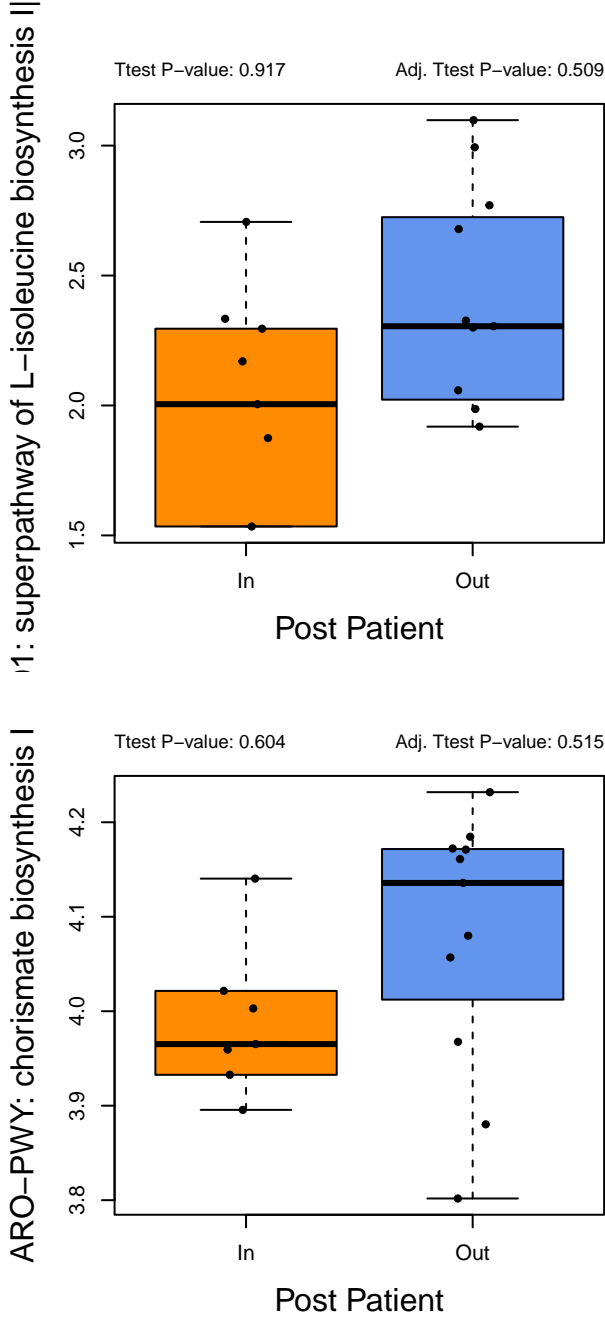 Ttest P−value: 0.917 Adj. Ttest P−value: 0.509
1: superpathway of L−isoleucine biosynthesis I
3.0
2.5
2.0
1.5
In Out
Post Patient
Ttest P−value: 0.604 Adj. Ttest P−value: 0.515
ARO−PWY: chorismate biosynthesis I
4.2
4.1
4.0
3.9
3.8
In Out
Post Patient